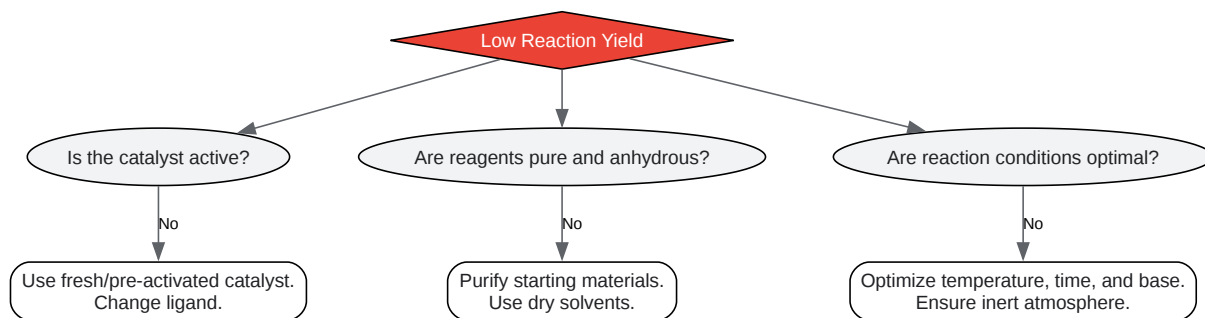 Low Reaction Yield
Is the catalyst active?
Are reagents pure and anhydrous?
Are reaction conditions optimal?
No
No
No
Use fresh/pre-activated catalyst.
Change ligand.
Purify starting materials.
Use dry solvents.
Optimize temperature, time, and base.
Ensure inert atmosphere.